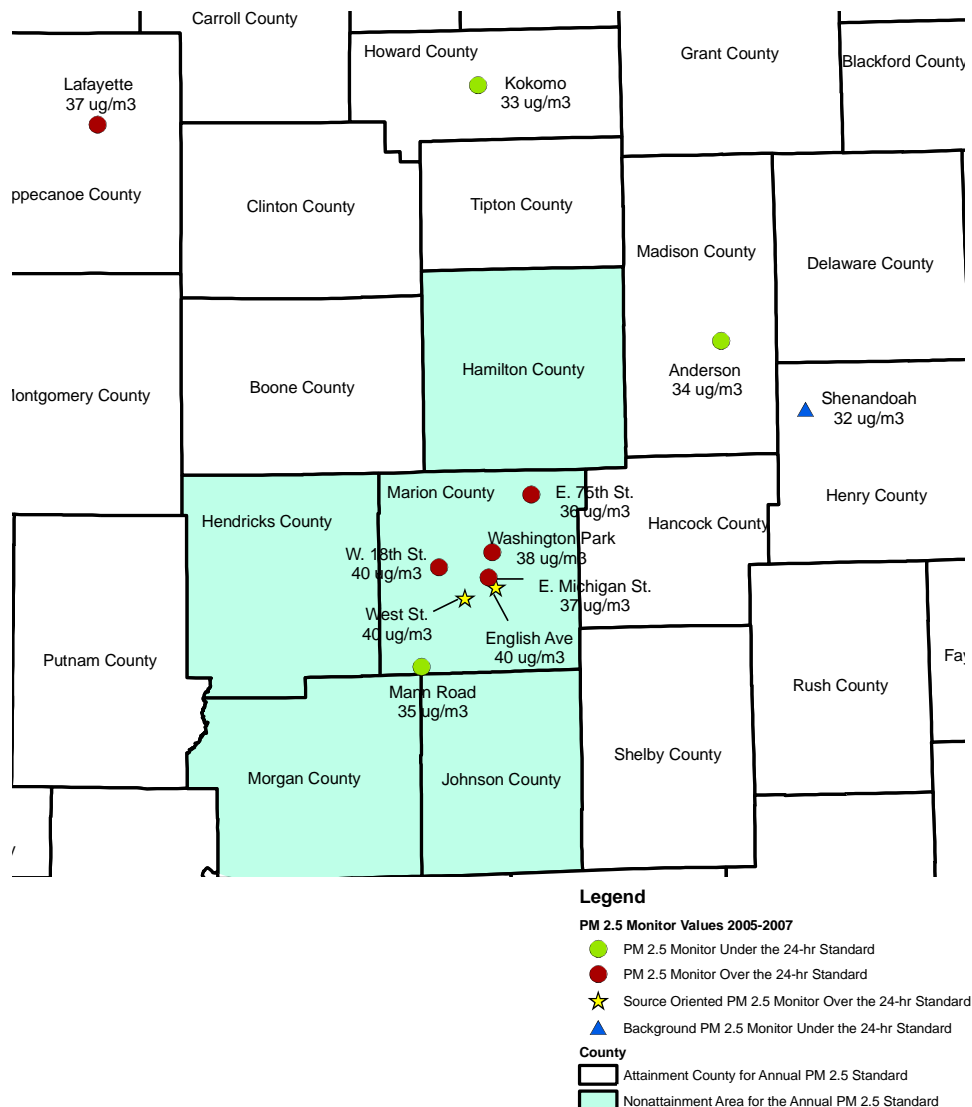 Carroll County
Howard County
Grant County
Blackford County
Lafayette
37 ug/m3
Kokomo
33 ug/m3
ppecanoe County
Clinton County
Tipton County
Madison County
Delaware County
Hamilton County
Anderson
34 ug/m3
Boone County
Montgomery County
Shenandoah
32 ug/m3
Henry County
Marion County
E. 75th St.
36 ug/m3
Hendricks County
Hancock County
Washington Park
38 ug/m3
W. 18th St.
40 ug/m3
E. Michigan St.
37 ug/m3
West St.
40 ug/m3
English Ave
40 ug/m3
Putnam County
Fay
Rush County
Mann Road
35 ug/m3
Shelby County
Morgan County
Johnson County
y
Legend
PM 2.5 Monitor Values 2005-2007
PM 2.5 Monitor Under the 24-hr Standard
PM 2.5 Monitor Over the 24-hr Standard
Source Oriented PM 2.5 Monitor Over the 24-hr Standard
Background PM 2.5 Monitor Under the 24-hr Standard
County
Attainment County for Annual PM 2.5 Standard
Nonattainment Area for the Annual PM 2.5 Standard